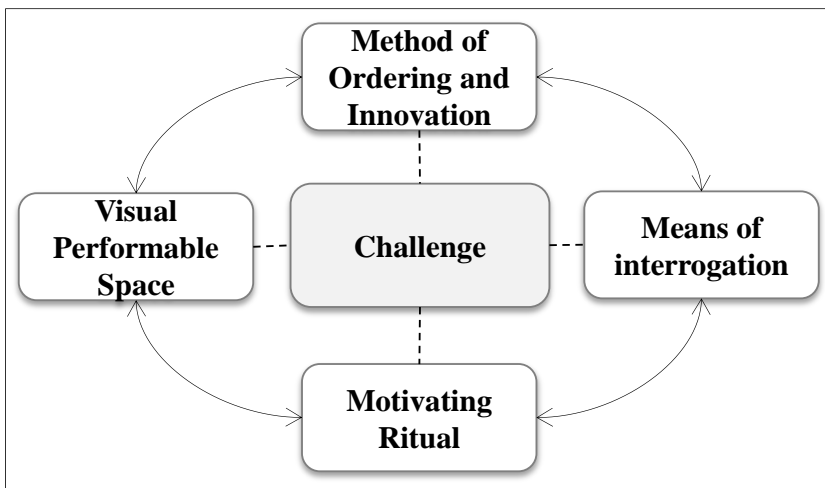 Method of
Ordering and
Innovation
Visual
Performable
Space
Challenge
Means of
interrogation
Motivating
Ritual